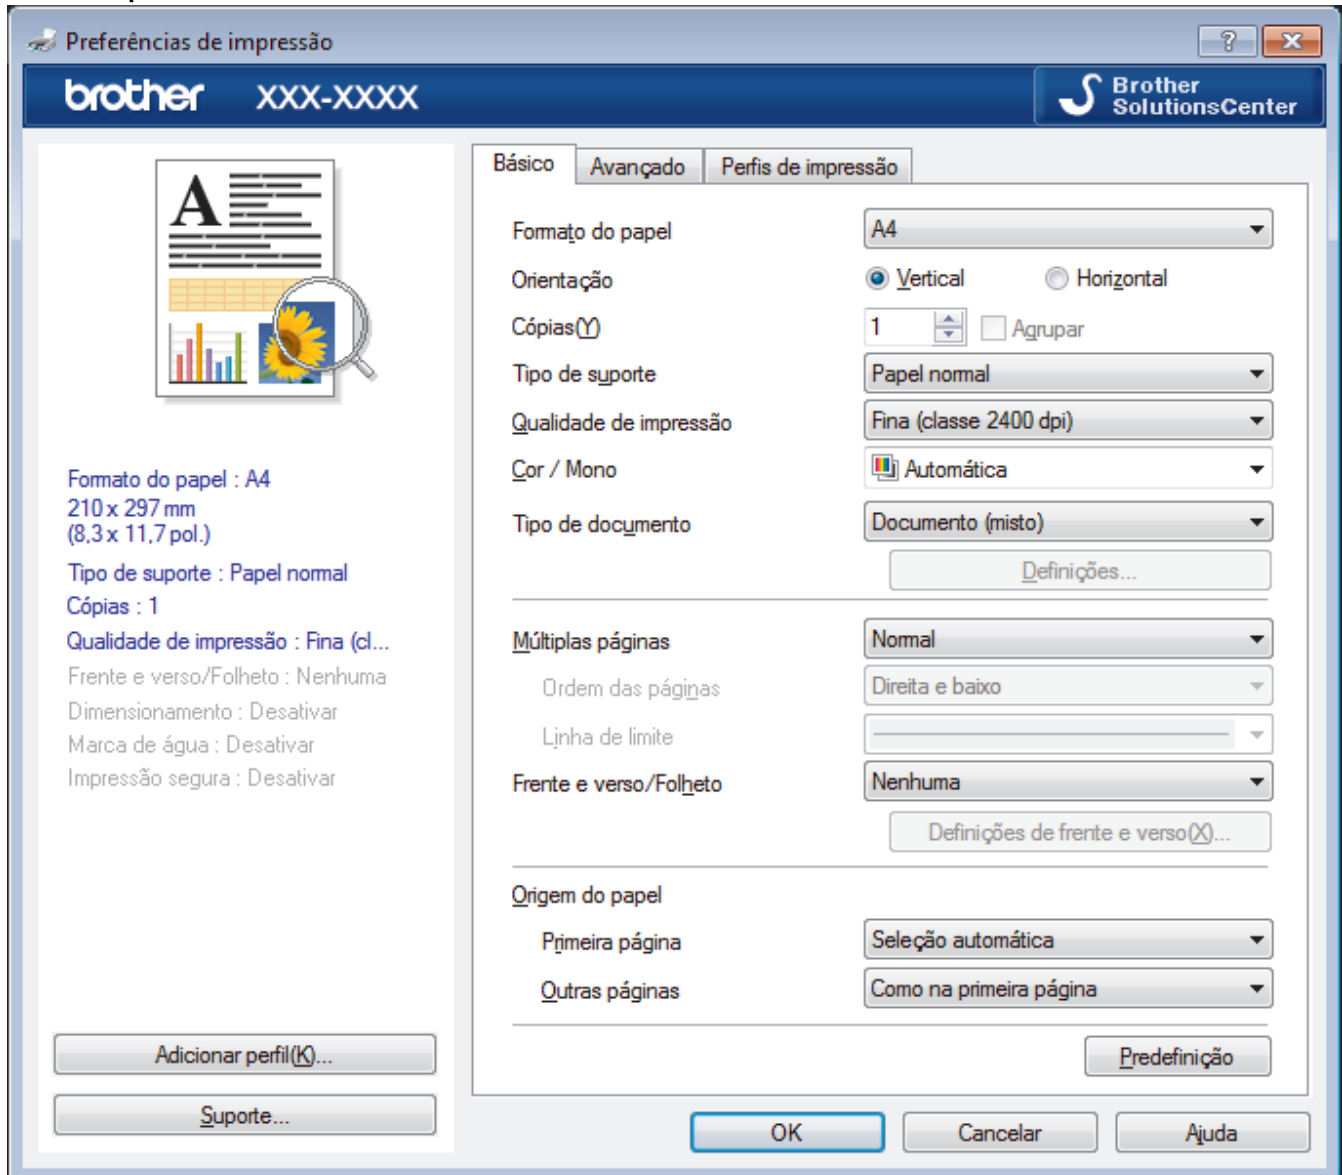 Preferências de impressão
brother XXX-XXXX
Brother
SolutionsCenter
A
Formato do papel : A4
210 x 297 mm
(8,3 x 11,7 pol.)
Tipo de suporte : Papel normal
Cópias : 1
Qualidade de impressão : Fina (cl...
Frente e verso/Folheto : Nenhuma
Dimensionamento : Desativar
Marca de água : Desativar
Impressão segura : Desativar
Adicionar perfil(K)...
Suporte...
Básico Avançado Perfis de impressão
Formato do papel A4
Orientação Vertical Horizontal
Cópias(Y) 1 Agrupar
Tipo de suporte Papel normal
Qualidade de impressão Fina (classe 2400 dpi)
Cor / Mono Automática
Tipo de documento Documento (misto)
Definições...
Múltiplas páginas Normal
Ordem das páginas Direita e baixo
Linha de limite
Frente e verso/Folheto Nenhuma
Definições de frente e verso(X)...
Origem do papel
Primeira página Seleção automática
Outras páginas Como na primeira página
Predefinição
OK Cancelar Ajuda